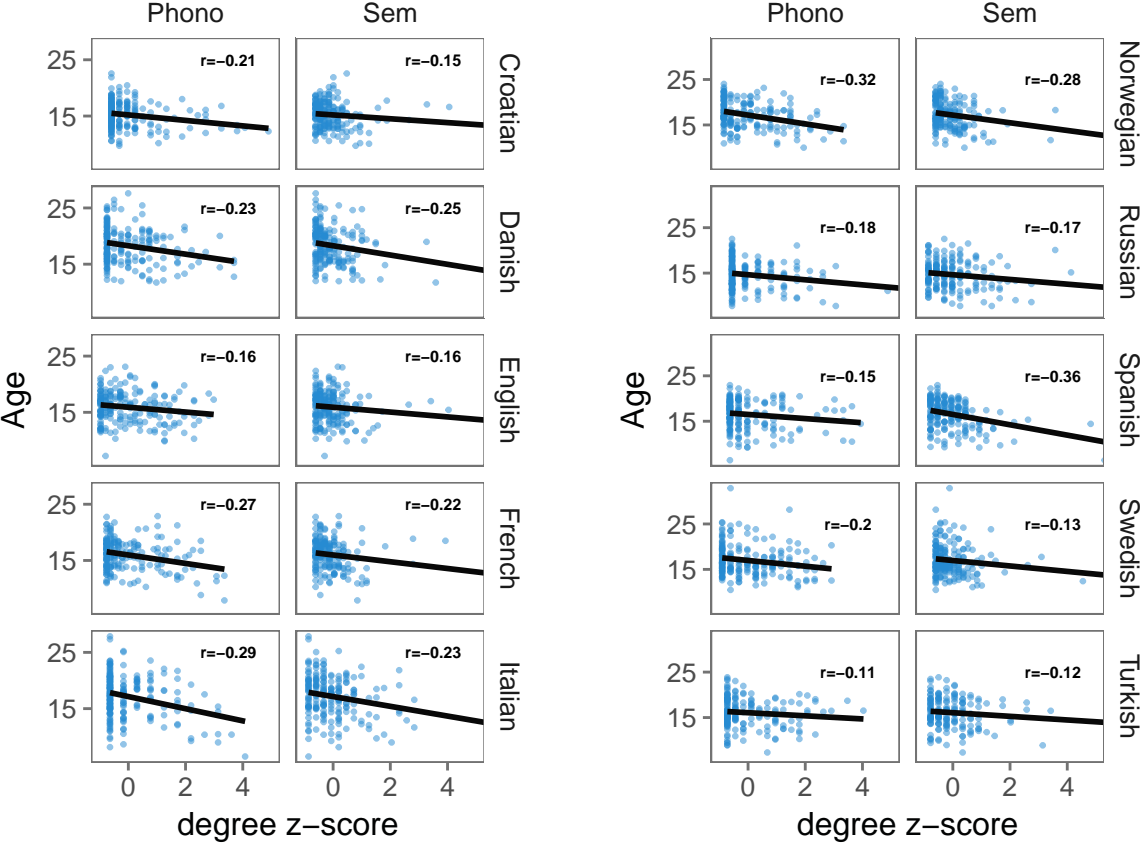 Phono Sem
25
15
r=−0.21
r=−0.15
Croatian
25
15
r=−0.23
r=−0.25
Danish
25
15
r=−0.16
r=−0.16
English
25
15
r=−0.27
r=−0.22
French
25
15
r=−0.29
r=−0.23
Italian
0 2 4 0 2 4
Age
degree z−score
Phono Sem
25
15
r=−0.32
r=−0.28
Norwegian
25
15
r=−0.18
r=−0.17
Russian
25
15
r=−0.15
r=−0.36
Spanish
25
15
r=−0.2
r=−0.13
Swedish
25
15
r=−0.11
r=−0.12
Turkish
0 2 4 0 2 4
Age
degree z−score